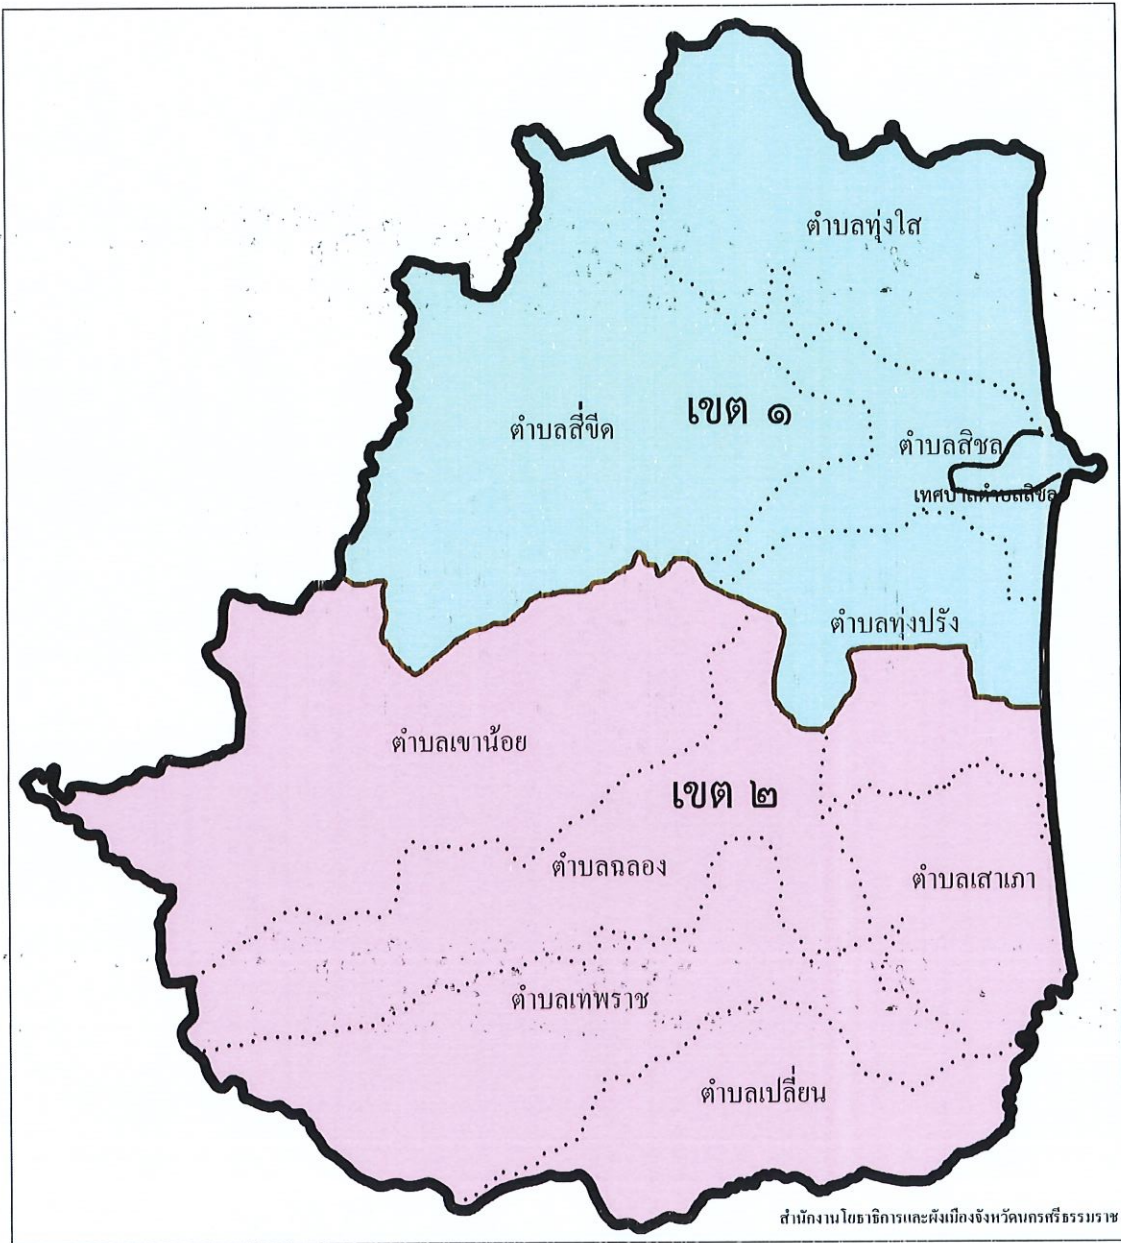 ตำบลทุ่งใส
เขต ๑
ตำบลสี่ขีด
ตำบลสิชล
เทศบาลตำบลสิชล
ตำบลทุ่งปรัง
ตำบลเขาน้อย
เขต ๒
ตำบลฉลอง
ตำบลเสาเภา
ตำบลเทพราช
ตำบลเปลี่ยน
สำนักงานโยธาธิการและผังเมืองจังหวัดนครศรีธรรมราช